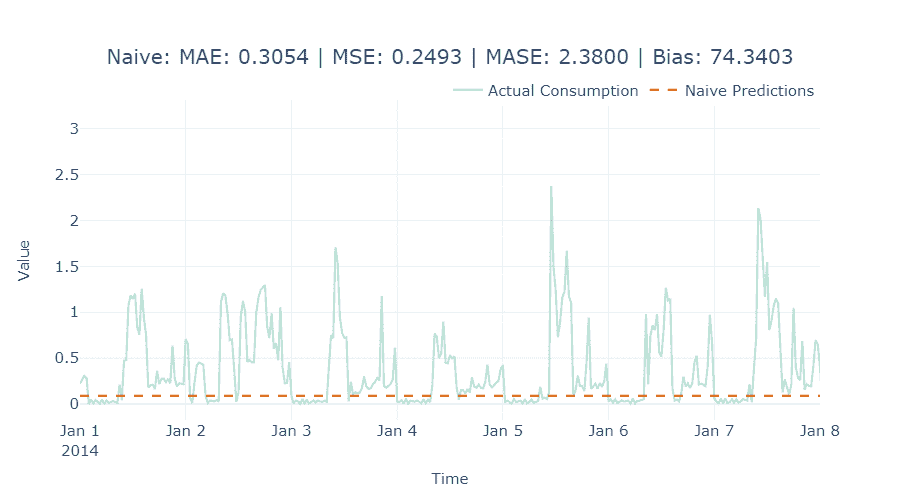 Naive: MAE: 0.3054 | MSE: 0.2493 | MASE: 2.3800 | Bias: 74.3403
Actual Consumption Naive Predictions
3
2.5
2
1.5
1
0.5
0
Value
Jan 1 Jan 2 Jan 3 Jan 4 Jan 5 Jan 6 Jan 7 Jan 8
2014
Time